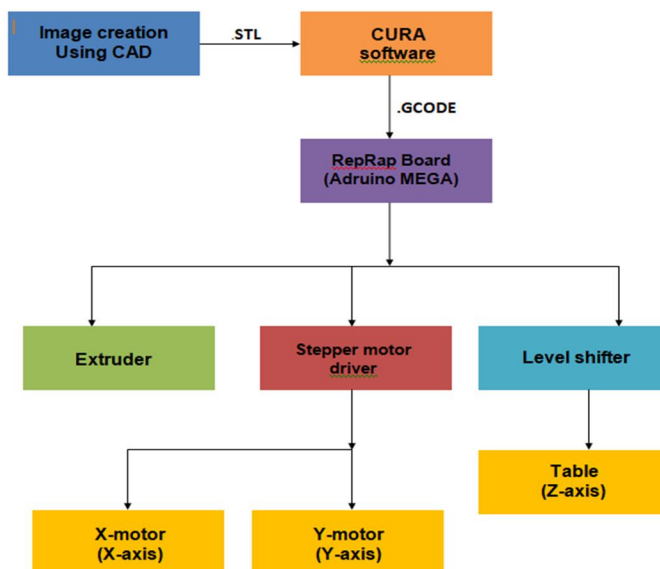 Image creation
Using CAD
.STL
CURA
software
.GCODE
RepRap Board
(Adruino MEGA)
Extruder
Stepper motor
driver
Level shifter
X-motor
(X-axis)
Y-motor
(Y-axis)
Table
(Z-axis)